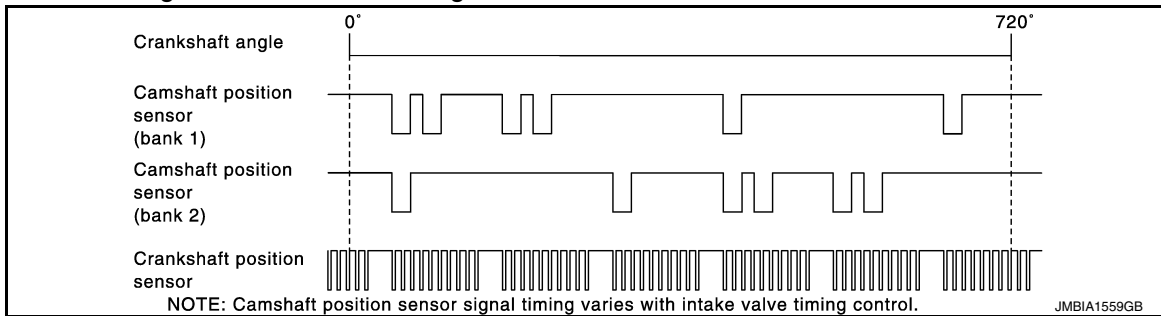 0° 720°
Crankshaft angle
Camshaft position
sensor
(bank 1)
Camshaft position
sensor
(bank 2)
Crankshaft position
sensor
NOTE: Camshaft position sensor signal timing varies with intake valve timing control.
JMBIA1559GB